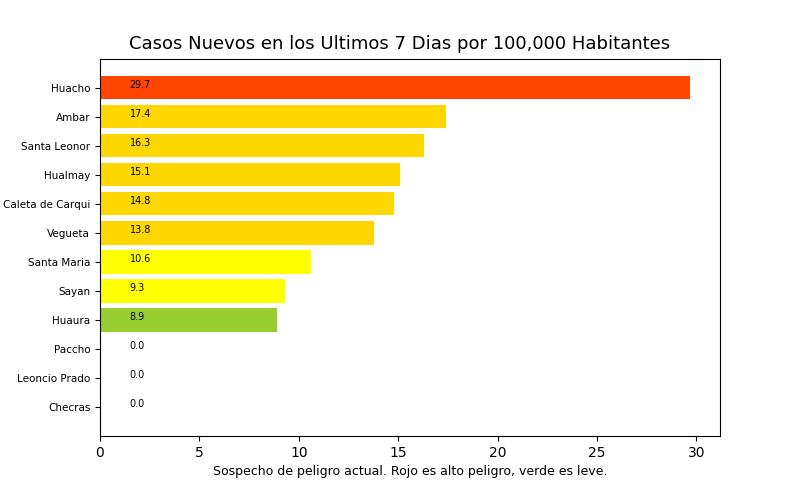 Casos Nuevos en los Ultimos 7 Dias por 100,000 Habitantes
Huacho 29.7
Ambar 17.4
Santa Leonor 16.3
Hualmay 15.1
Caleta de Carqui 14.8
Vegueta 13.8
Santa Maria 10.6
Sayan 9.3
Huaura 8.9
Paccho 0.0
Leoncio Prado 0.0
Checras 0.0
0 5 10 15 20 25 30
Sospecho de peligro actual. Rojo es alto peligro, verde es leve.